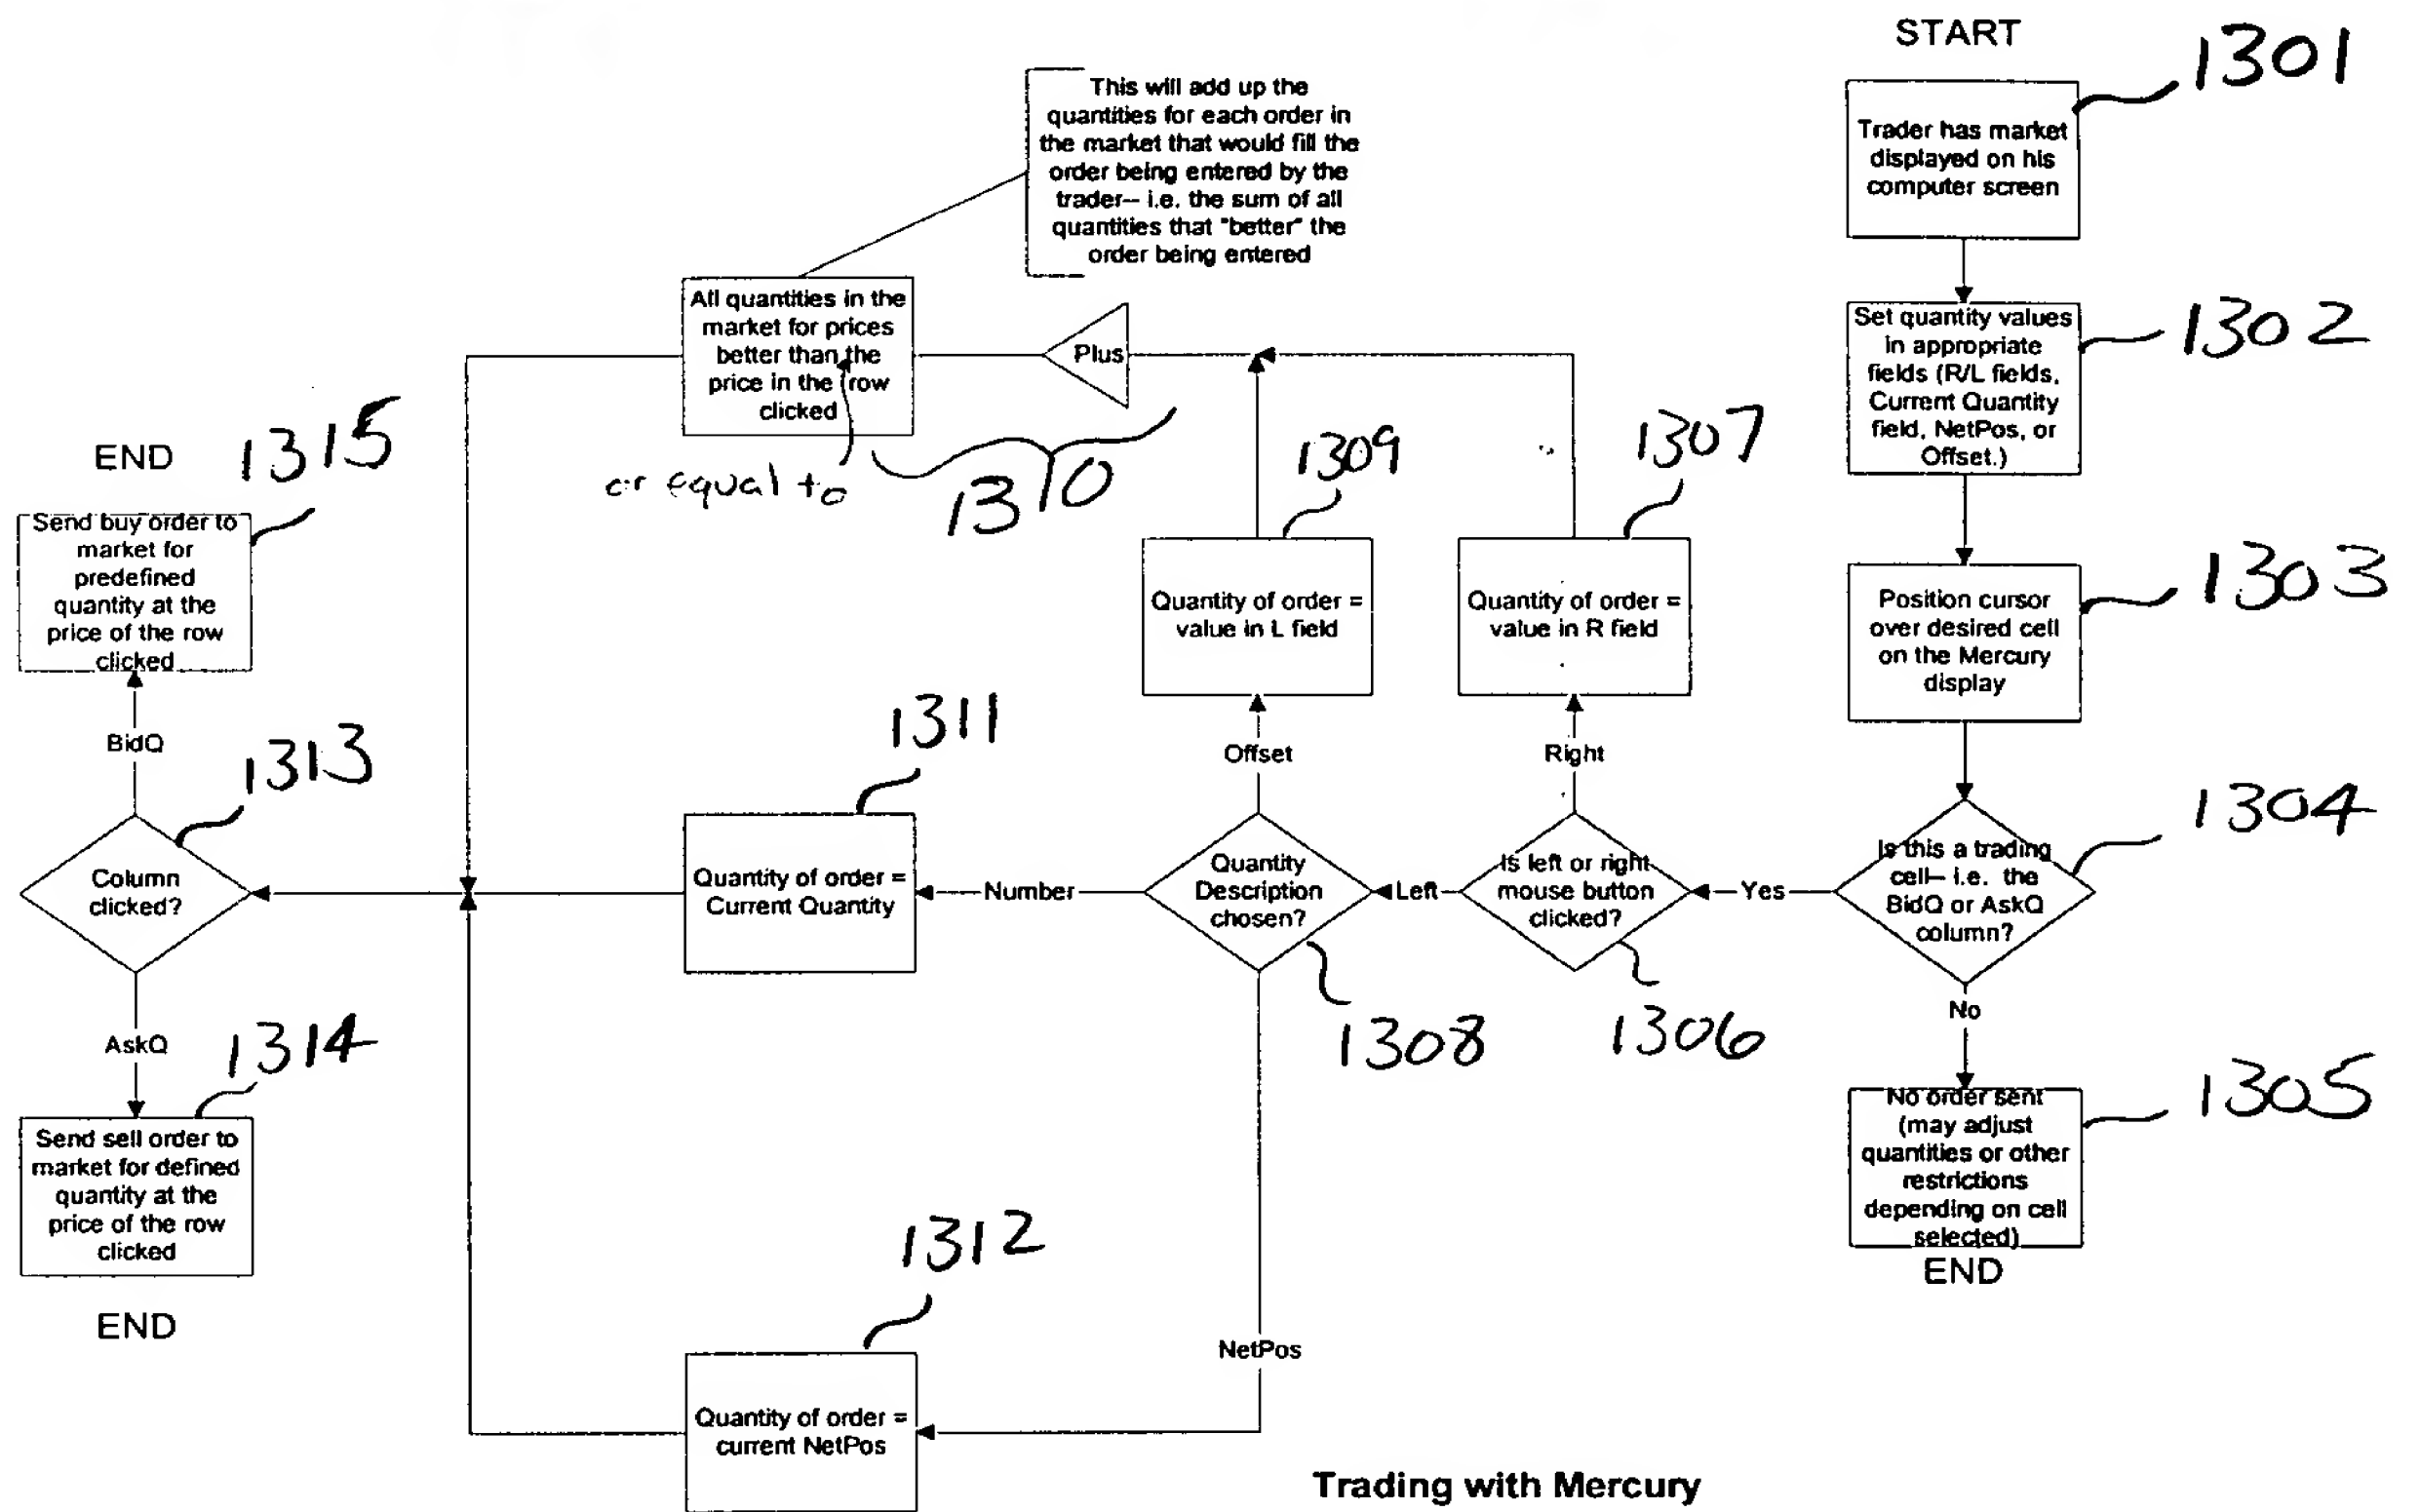 START
1301
Trader has market
displayed on his
computer screen
1302
Set quantity values
in appropriate
fields (R/L fields,
Current Quantity
field, NetPos, or
Offset.)
1303
Position cursor
over desired cell
on the Mercury
display
1304
Is this a trading
cell-- i.e. the
BidQ or AskQ
column?
No
1305
No order sent
(may adjust
quantities or other
restrictions
depending on cell
selected)
END
Yes
Is left or right
mouse button
clicked?
1306
Right
1307
Quantity of order =
value in R field
Left
Quantity
Description
chosen?
1308
Offset
1309
Quantity of order =
value in L field
Plus
1310
This will add up the
quantities for each order in
the market that would fill the
order being entered by the
trader-- i.e. the sum of all
quantities that "better" the
order being entered
All quantities in the
market for prices
better than the
price in the row
clicked
or equal to
Number
1311
Quantity of order =
Current Quantity
NetPos
1312
Quantity of order =
current NetPos
1313
Column
clicked?
BidQ
END
1315
Send buy order to
market for
predefined
quantity at the
price of the row
clicked
AskQ
1314
Send sell order to
market for defined
quantity at the
price of the row
clicked
END
Trading with Mercury